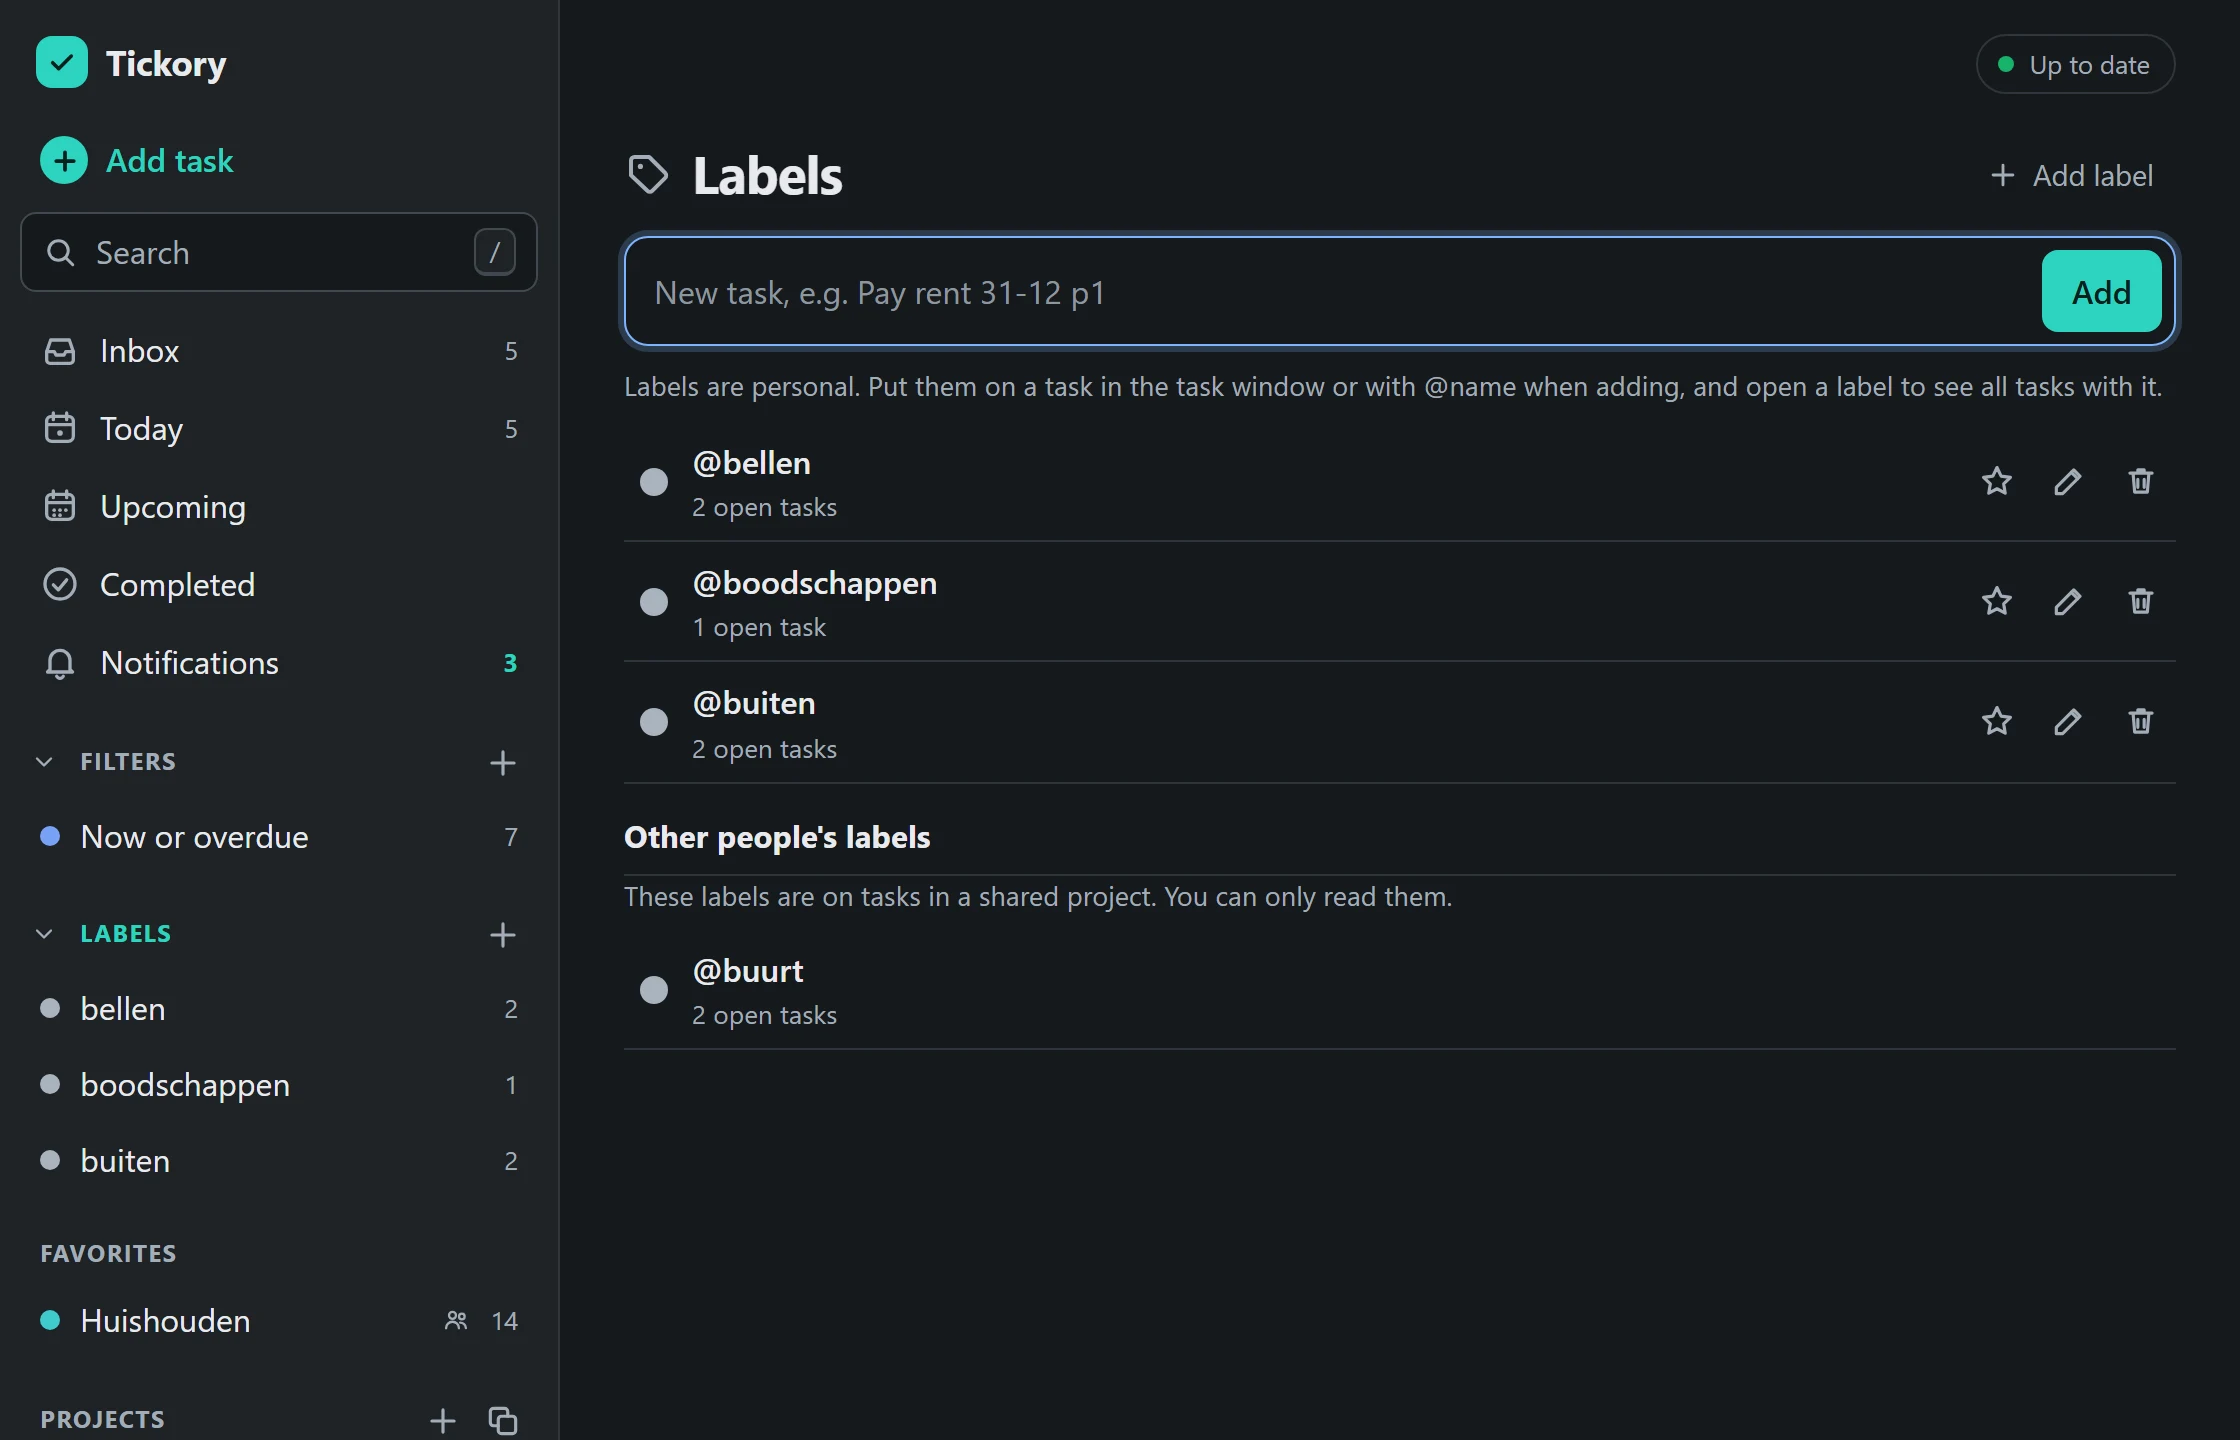 Tickory
Add task
Search /
Inbox 5
Today 5
Upcoming
Completed
Notifications 3
FILTERS
Now or overdue 7
LABELS
bellen 2
boodschappen 1
buiten 2
FAVORITES
Huishouden 14
PROJECTS
Up to date
Labels
Add label
New task, e.g. Pay rent 31-12 p1
Add
Labels are personal. Put them on a task in the task window or with @name when adding, and open a label to see all tasks with it.
@bellen
2 open tasks
@boodschappen
1 open task
@buiten
2 open tasks
Other people's labels
These labels are on tasks in a shared project. You can only read them.
@buurt
2 open tasks